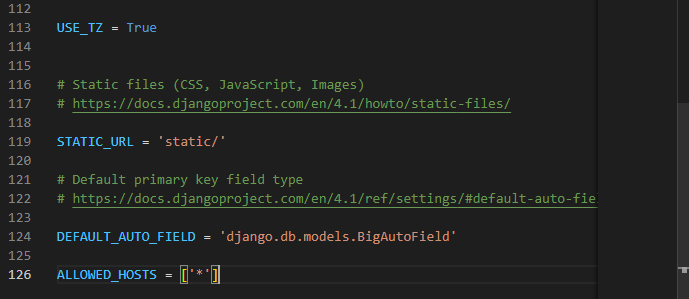 112
113 USE_TZ = True
114
115
116 # Static files (CSS, JavaScript, Images)
117 # https://docs.djangoproject.com/en/4.1/howto/static-files/
118
119 STATIC_URL = 'static/'
120
121 # Default primary key field type
122 # https://docs.djangoproject.com/en/4.1/ref/settings/#default-auto-fie
123
124 DEFAULT_AUTO_FIELD = 'django.db.models.BigAutoField'
125
126 ALLOWED_HOSTS = ['*']